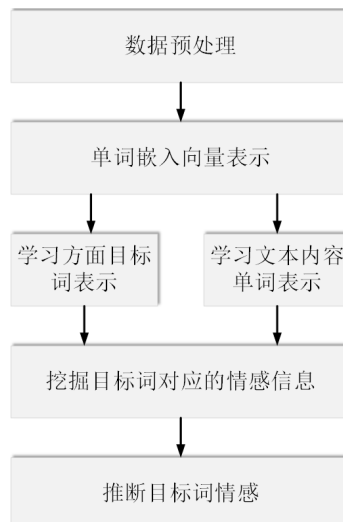 数据预处理
单词嵌入向量表示
学习方面目标
词表示
学习文本内容
单词表示
挖掘目标词对应的情感信息
推断目标词情感